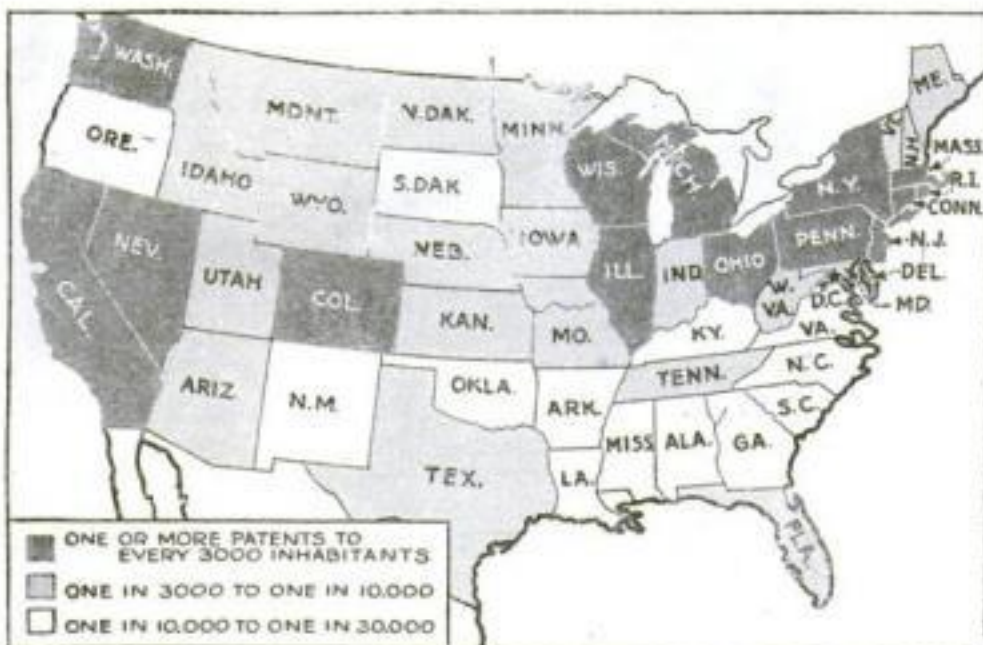 WASH.
ME.
MONT.
N.DAK.
MINN.
ORE.
N.H.
MASS.
WIS.
IDAHO
S.DAK
N.Y.
R.I.
WYO.
CONN.
NEV.
NEB.
IOWA
PENN.
N.J.
UTAH
ILL.
IND.
OHIO
CAL.
COL.
W.
VA.
D.C.
DEL.
MD.
KAN.
MO.
KY.
VA.
ARIZ.
N.M.
OKLA.
TENN.
N.C.
ARK.
S.C.
MISS.
ALA.
GA.
TEX.
LA.
FLA.
ONE OR MORE PATENTS TO
EVERY 3000 INHABITANTS
ONE IN 3000 TO ONE IN 10.000
ONE IN 10.000 TO ONE IN 30.000